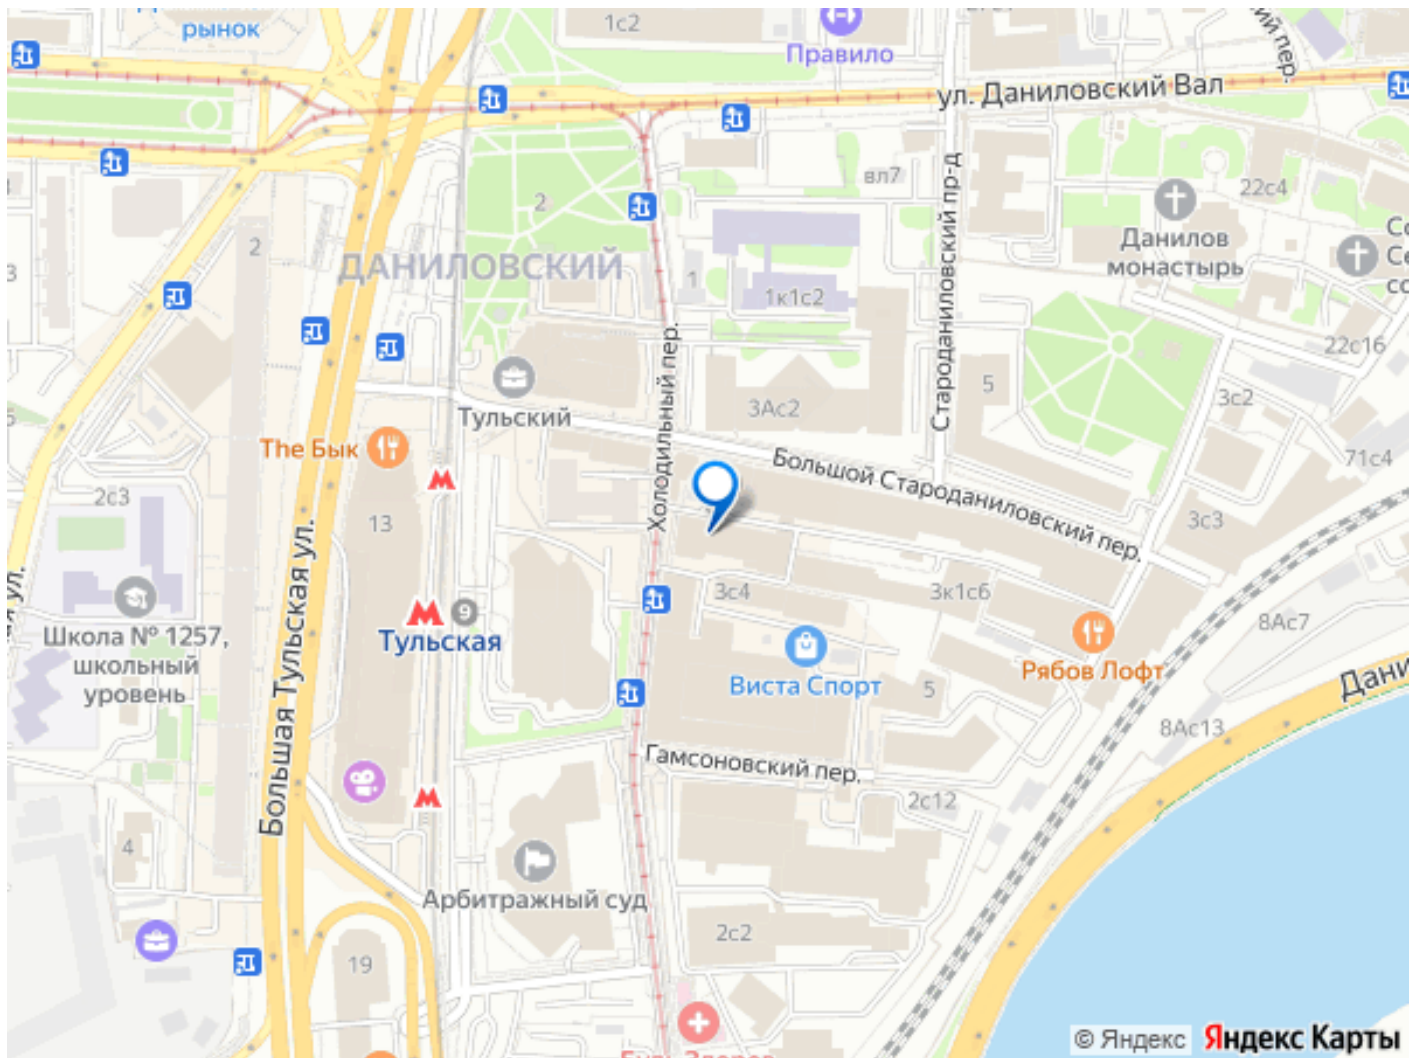 рынок
1с2
Правило
ул. Даниловский Вал
вл7
22с4
2
Данилов
монастырь
2
ДАНИЛОВСКИЙ
1
1к1с2
Холодильный пер.
Староданиловский пр-д
22с16
5
3с2
3Ас2
Тульский
The Бык
Большой Староданиловский пер.
71с4
2с3
13
3с3
3с4
3к1с6
9
Тульская
8Ас7
Школа № 1257,
школьный
уровень
Виста Спорт
5
Рябов Лофт
Большая Тульская ул.
8Ас13
Гамсоновский пер.
2с12
4
Арбитражный суд
2с2
19
© Яндекс Яндекс Карты